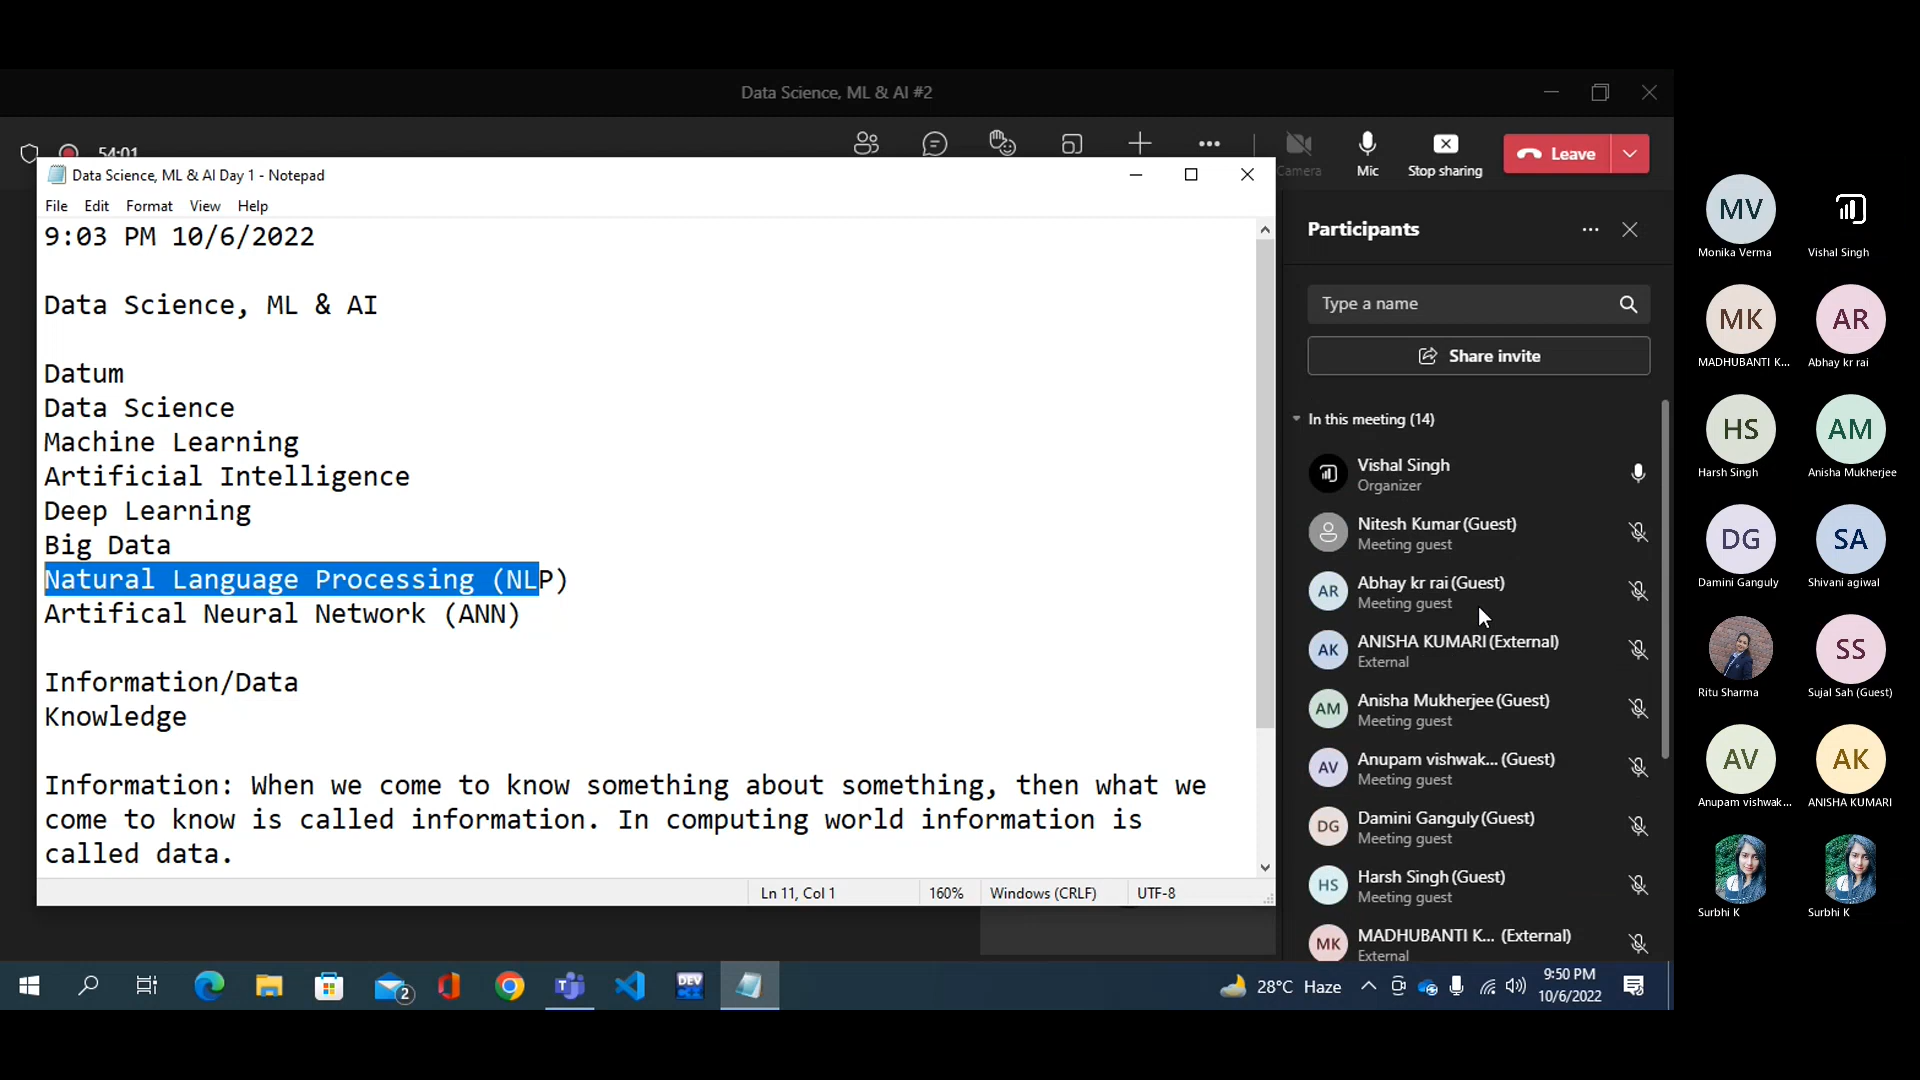 Data Science, ML & AI #2
54:01
Camera
Mic
Stop sharing
Leave
Data Science, ML & AI Day 1 - Notepad
File Edit Format View Help
9:03 PM 10/6/2022
Data Science, ML & AI
Datum
Data Science
Machine Learning
Artificial Intelligence
Deep Learning
Big Data
Natural Language Processing (NLP)
Artifical Neural Network (ANN)
Information/Data
Knowledge
Information: When we come to know something about something, then what we
come to know is called information. In computing world information is
called data.
Ln 11, Col 1 160% Windows (CRLF) UTF-8
Participants
Type a name
Share invite
In this meeting (14)
Vishal Singh
Organizer
Nitesh Kumar (Guest)
Meeting guest
AR
Abhay kr rai (Guest)
Meeting guest
AK
ANISHA KUMARI (External)
External
AM
Anisha Mukherjee (Guest)
Meeting guest
AV
Anupam vishwak... (Guest)
Meeting guest
DG
Damini Ganguly (Guest)
Meeting guest
HS
Harsh Singh (Guest)
Meeting guest
MK
MADHUBANTI K... (External)
External
MV
Monika Verma
Vishal Singh
MK
MADHUBANTI K...
AR
Abhay kr rai
HS
Harsh Singh
AM
Anisha Mukherjee
DG
Damini Ganguly
SA
Shivani agiwal
Ritu Sharma
SS
Sujal Sah (Guest)
AV
Anupam vishwak...
AK
ANISHA KUMARI
Surbhi K
Surbhi K
2
DEV
28°C Haze
9:50 PM
10/6/2022